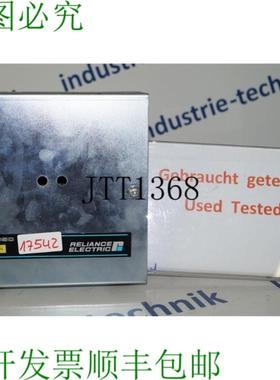 图必究
industrie-tech
Gebraucht gete
Used Tested
JTT1368
17542
RELIANCE
ELECTRIC
technik
开发票顺丰包邮